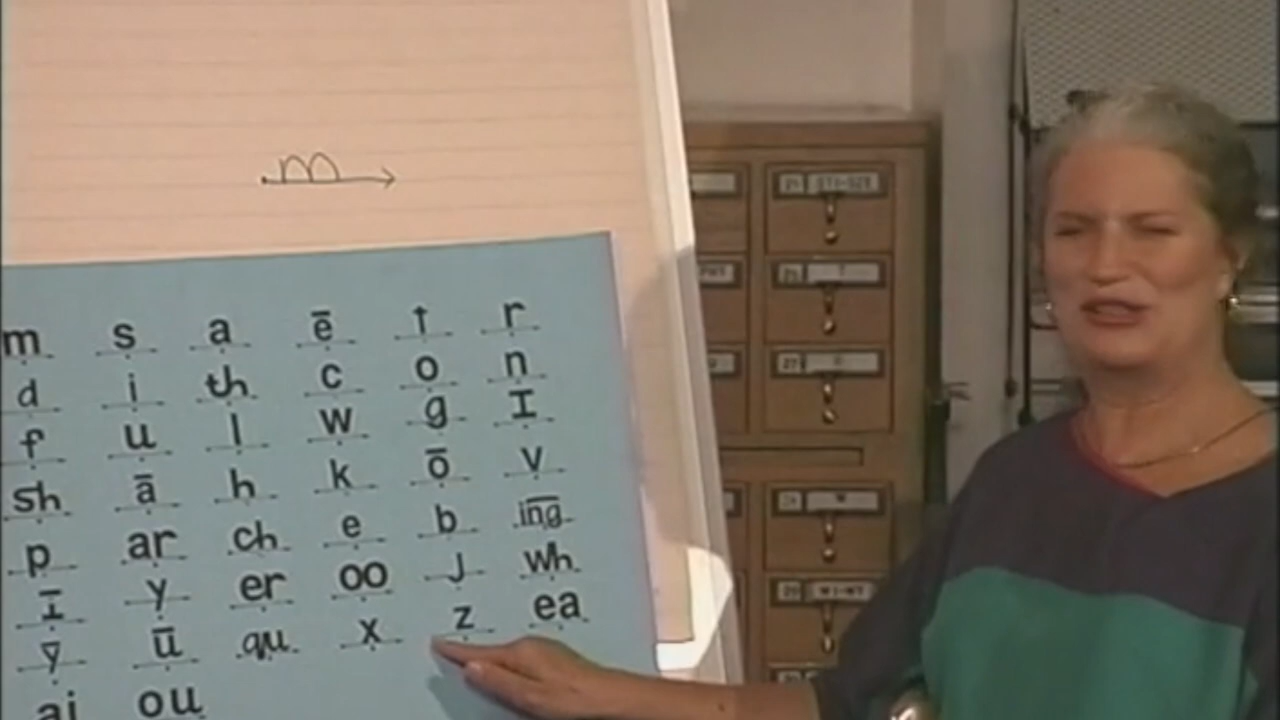 m
m s a ē t r
d i th c o n
f u l w g I
sh ā h k ō v
p ar ch e b ing
ī y er oo J wh
ȳ ū qu x z ea
ai ou